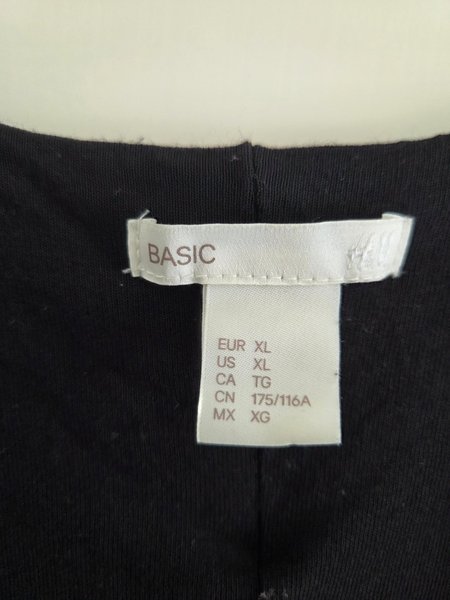 BASIC
H&M
EUR XL
US XL
CA TG
CN 175/116A
MX XG